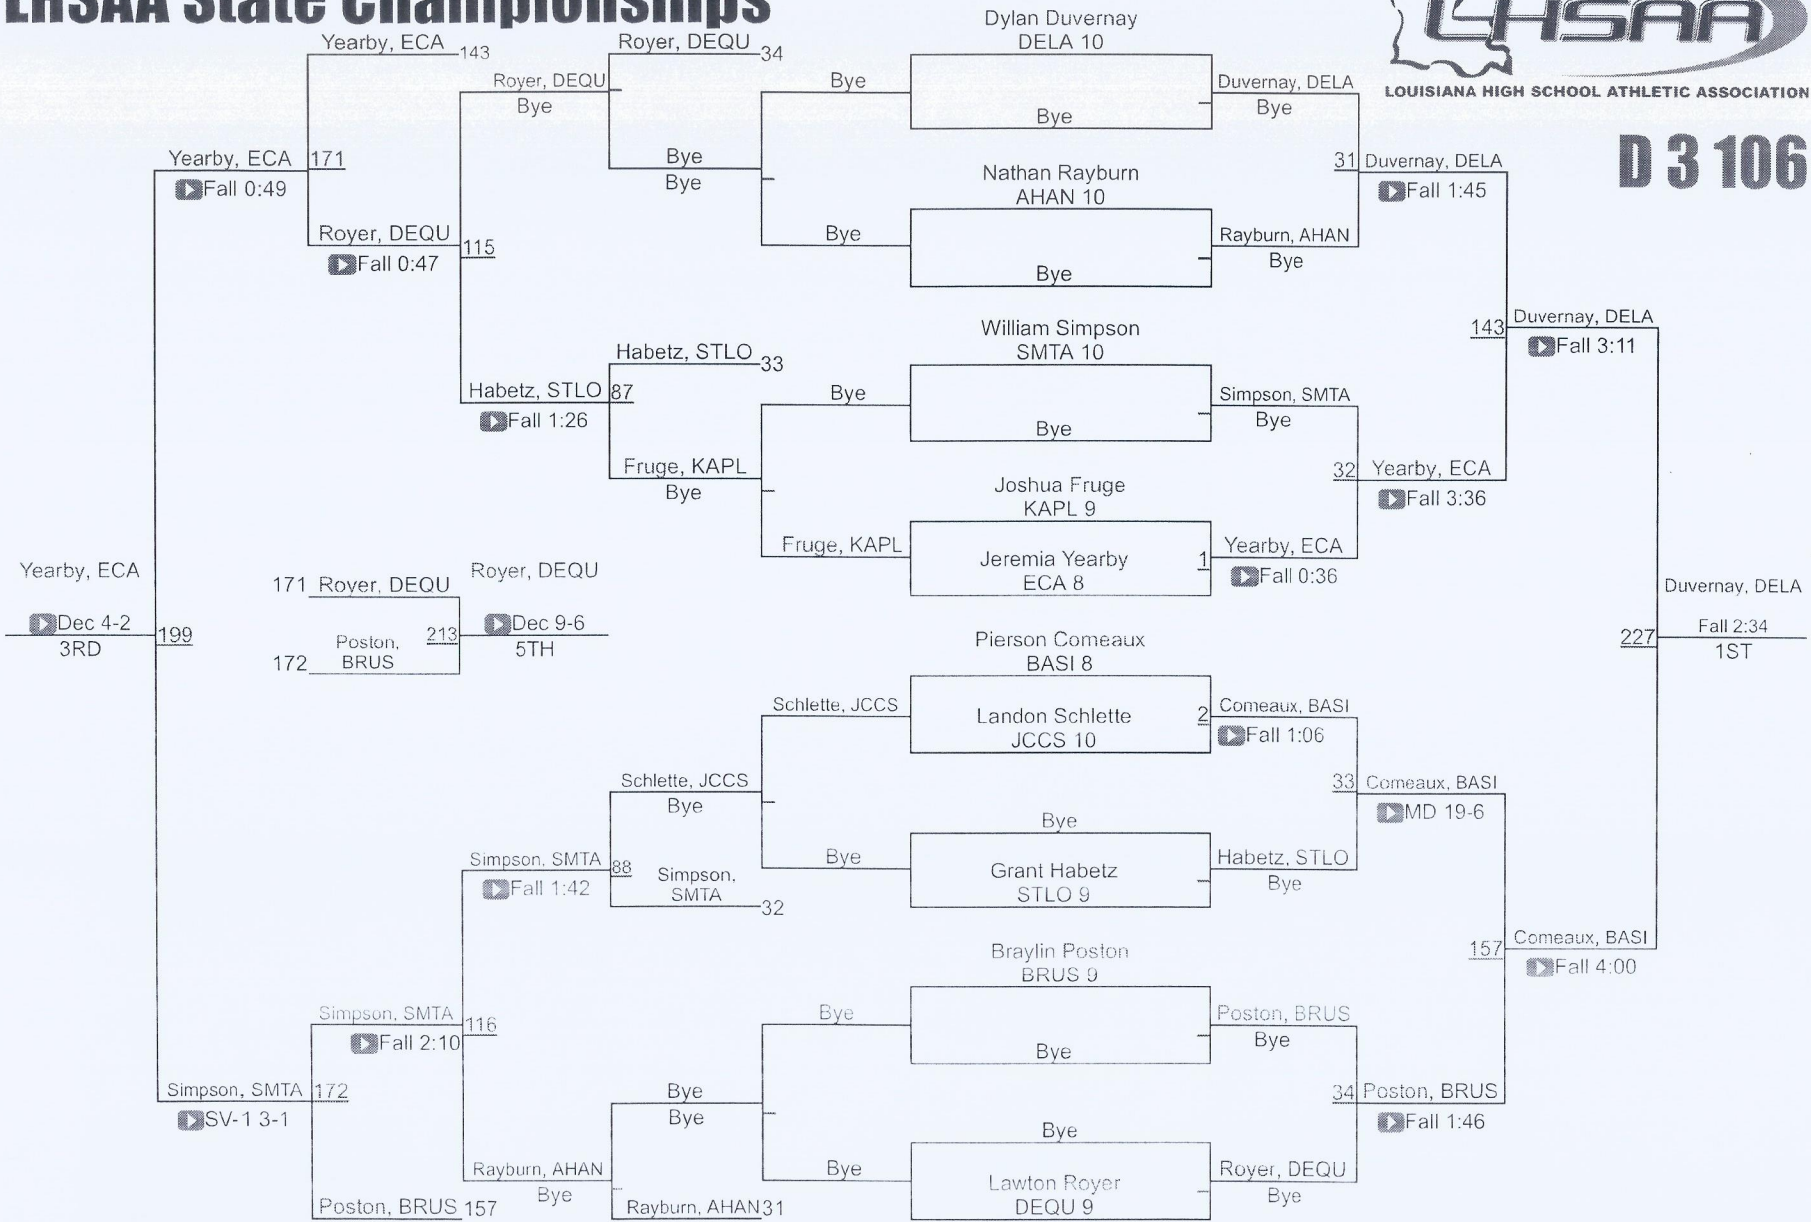 LHSAA State Championships
LHSAA
LOUISIANA HIGH SCHOOL ATHLETIC ASSOCIATION
D 3 106
Yearby, ECA
143
Yearby, ECA
171
Fall 0:49
Royer, DEQU
115
Fall 0:47
Royer, DEQU
Bye
Royer, DEQU
34
Bye
Bye
Habetz, STLO
87
Fall 1:26
Habetz, STLO
33
Fruge, KAPL
Bye
Bye
Bye
Bye
Fruge, KAPL
Dylan Duvernay
DELA 10
Bye
Nathan Rayburn
AHAN 10
Bye
William Simpson
SMTA 10
Bye
Joshua Fruge
KAPL 9
Jeremia Yearby
ECA 8
1
Duvernay, DELA
Bye
Rayburn, AHAN
Bye
Simpson, SMTA
Bye
Yearby, ECA
Fall 0:36
31
Duvernay, DELA
Fall 1:45
32
Yearby, ECA
Fall 3:36
143
Duvernay, DELA
Fall 3:11
Yearby, ECA
Dec 4-2
3RD
199
171
Royer, DEQU
Poston,
BRUS
172
213
Royer, DEQU
Dec 9-6
5TH
Duvernay, DELA
227
Fall 2:34
1ST
Pierson Comeaux
BASI 8
Landon Schlette
JCCS 10
2
Bye
Grant Habetz
STLO 9
Braylin Poston
BRUS 9
Bye
Bye
Lawton Royer
DEQU 9
Schlette, JCCS
Bye
Bye
Bye
Schlette, JCCS
Bye
Simpson, SMTA
88
Fall 1:42
Simpson,
SMTA
32
Simpson, SMTA
116
Fall 2:10
Simpson, SMTA
172
SV-1 3-1
Bye
Bye
Rayburn, AHAN
Bye
Rayburn, AHAN
31
Poston, BRUS
157
Comeaux, BASI
Fall 1:06
Habetz, STLO
Bye
Poston, BRUS
Bye
Royer, DEQU
Bye
33
Comeaux, BASI
MD 19-6
34
Poston, BRUS
Fall 1:46
157
Comeaux, BASI
Fall 4:00